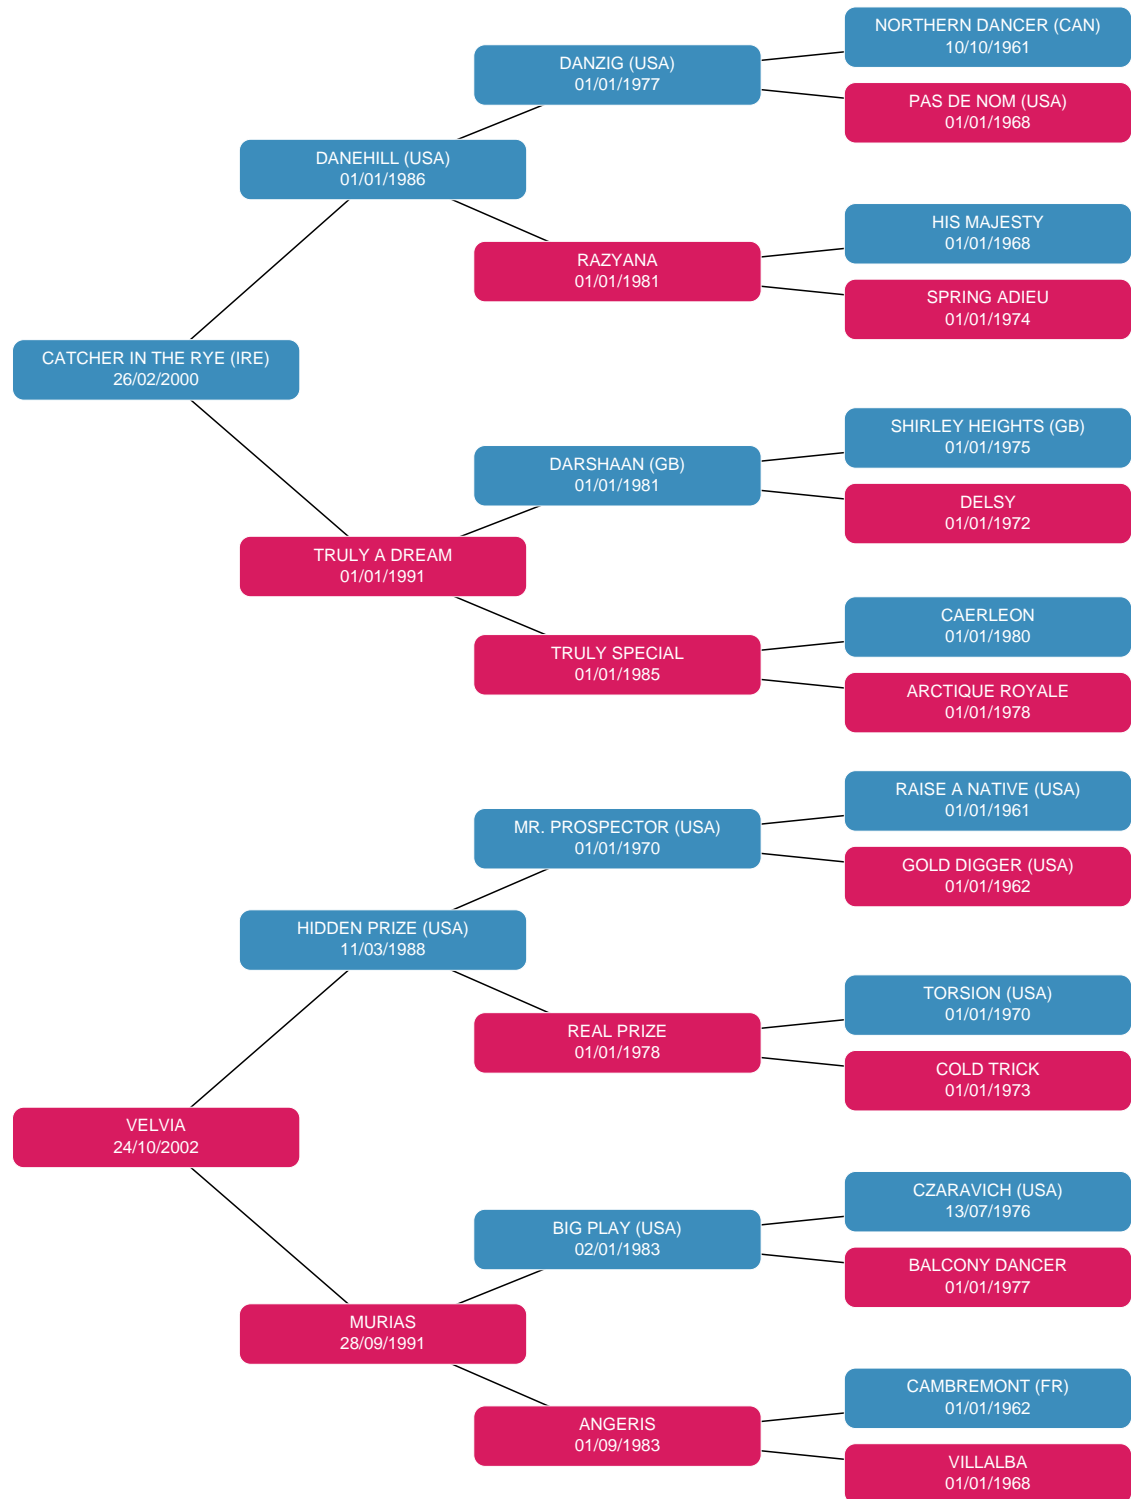 NORTHERN DANCER (CAN)
10/10/1961
DANZIG (USA)
01/01/1977
PAS DE NOM (USA)
01/01/1968
DANEHILL (USA)
01/01/1986
HIS MAJESTY
01/01/1968
RAZYANA
01/01/1981
SPRING ADIEU
01/01/1974
CATCHER IN THE RYE (IRE)
26/02/2000
SHIRLEY HEIGHTS (GB)
01/01/1975
DARSHAAN (GB)
01/01/1981
DELSY
01/01/1972
TRULY A DREAM
01/01/1991
CAERLEON
01/01/1980
TRULY SPECIAL
01/01/1985
ARCTIQUE ROYALE
01/01/1978
RAISE A NATIVE (USA)
01/01/1961
MR. PROSPECTOR (USA)
01/01/1970
GOLD DIGGER (USA)
01/01/1962
HIDDEN PRIZE (USA)
11/03/1988
TORSION (USA)
01/01/1970
REAL PRIZE
01/01/1978
COLD TRICK
01/01/1973
VELVIA
24/10/2002
CZARAVICH (USA)
13/07/1976
BIG PLAY (USA)
02/01/1983
BALCONY DANCER
01/01/1977
MURIAS
28/09/1991
CAMBREMONT (FR)
01/01/1962
ANGERIS
01/09/1983
VILLALBA
01/01/1968